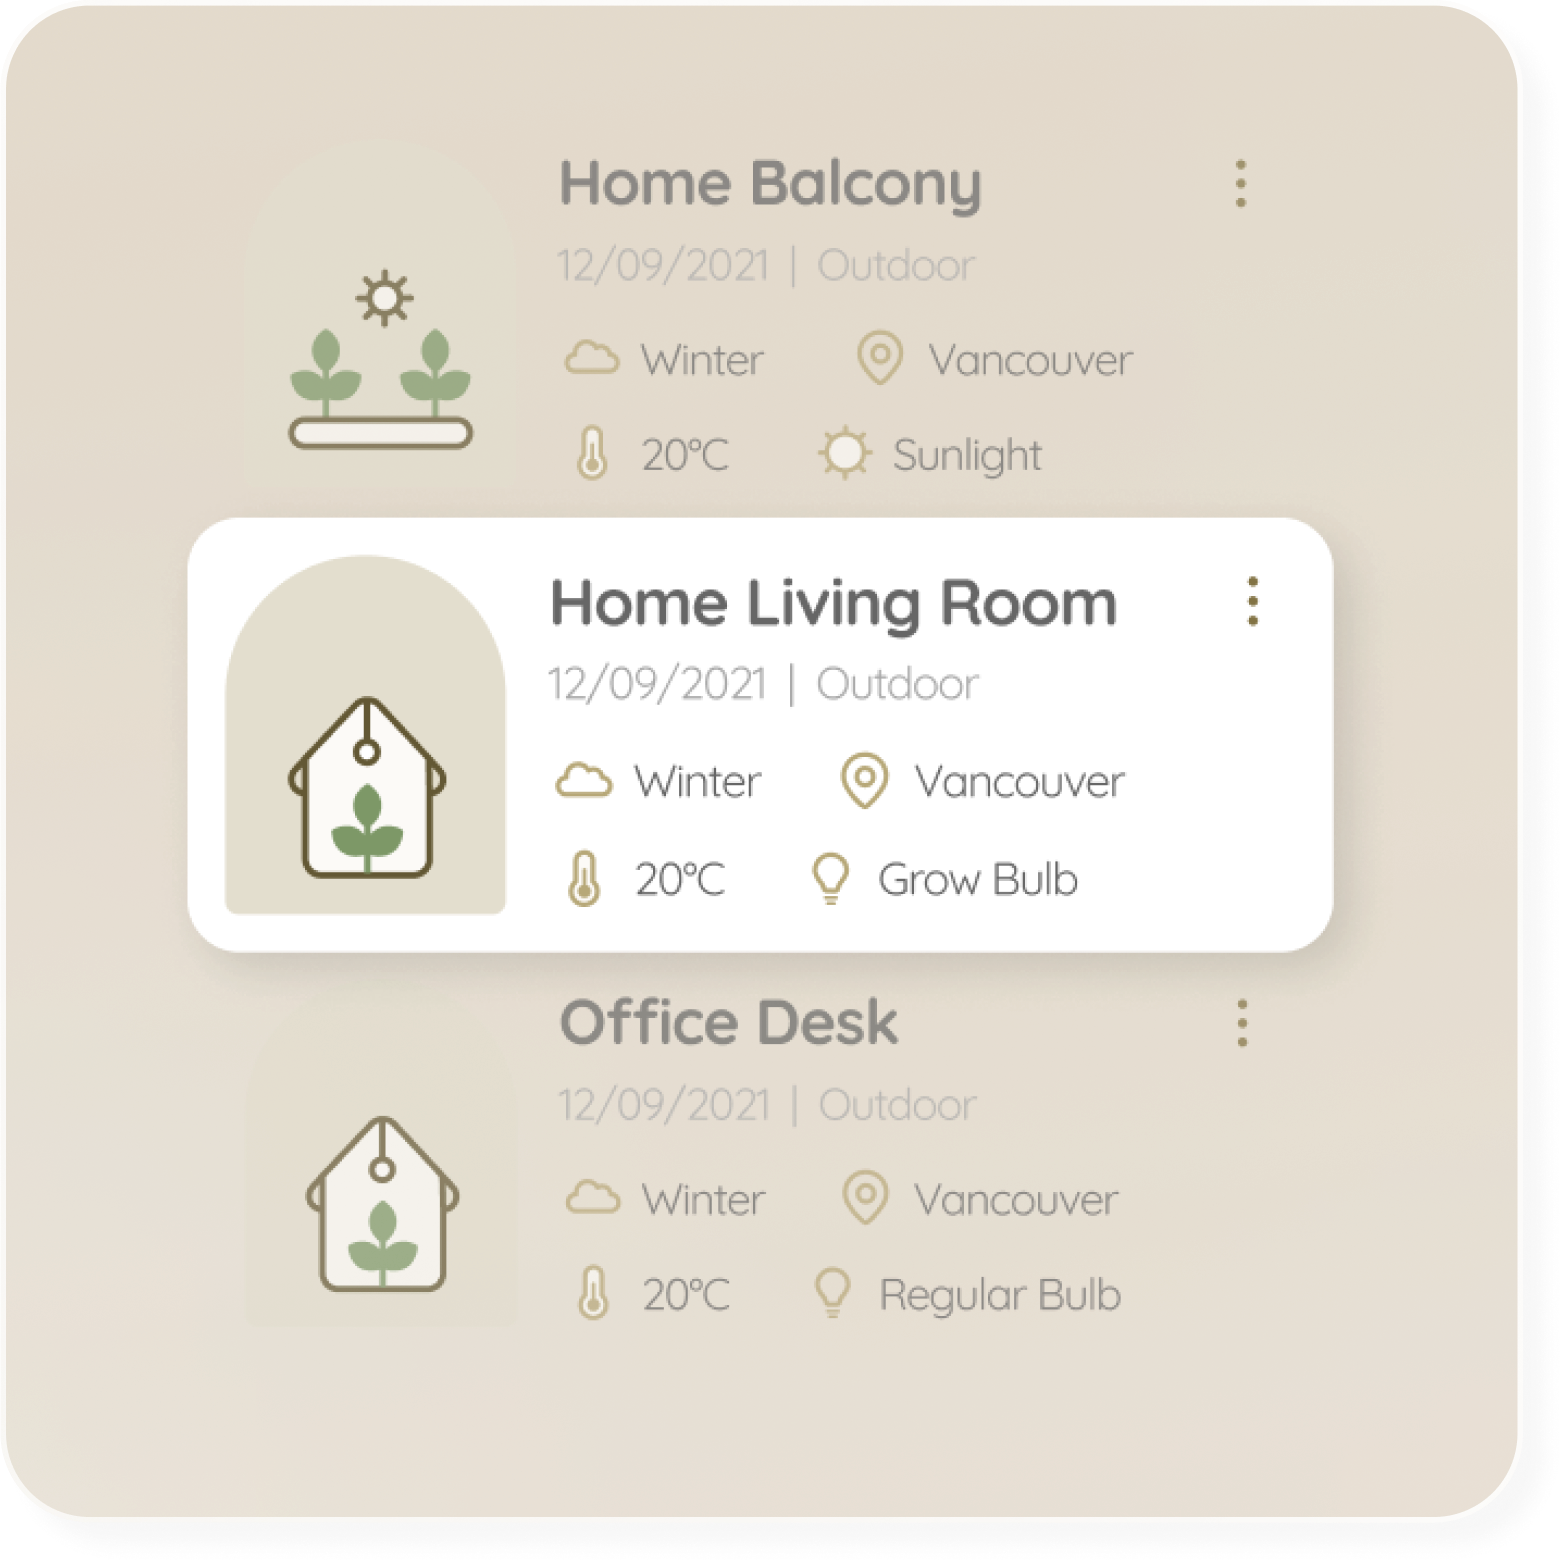 Home Balcony
12/09/2021 | Outdoor
Winter Vancouver
20°C Sunlight
Home Living Room
12/09/2021 | Outdoor
Winter Vancouver
20°C Grow Bulb
Office Desk
12/09/2021 | Outdoor
Winter Vancouver
20°C Regular Bulb